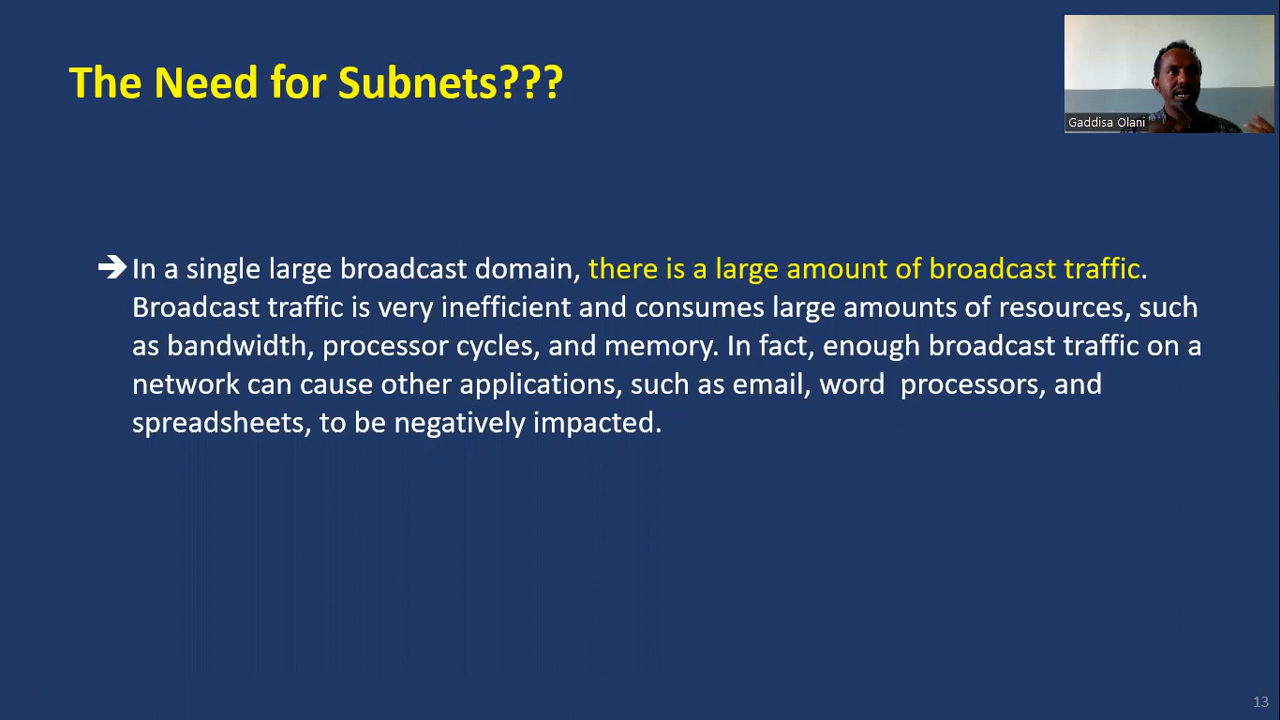 The Need for Subnets???
Gaddisa Olani
➔In a single large broadcast domain, there is a large amount of broadcast traffic.
Broadcast traffic is very inefficient and consumes large amounts of resources, such
as bandwidth, processor cycles, and memory. In fact, enough broadcast traffic on a
network can cause other applications, such as email, word  processors, and
spreadsheets, to be negatively impacted.
13